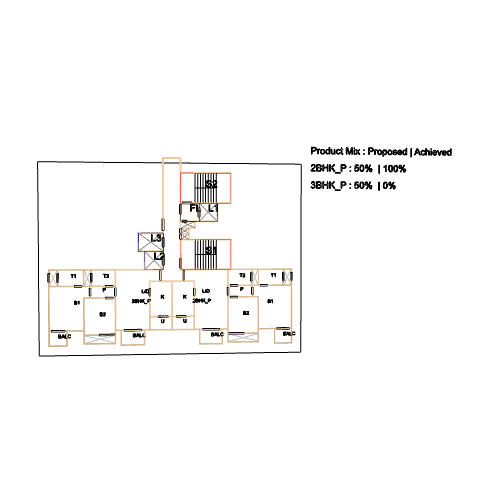 Product Mix : Proposed | Achieved
2BHK_P : 50% | 100%
3BHK_P : 50% | 0%
S2
FL L1
L3
S1
L2
T1 T2 T2 T1
P L/D L/D P
B1 2BHK_P K K 2BHK_P B1
B2 B2
U U
BALC BALC BALC BALC